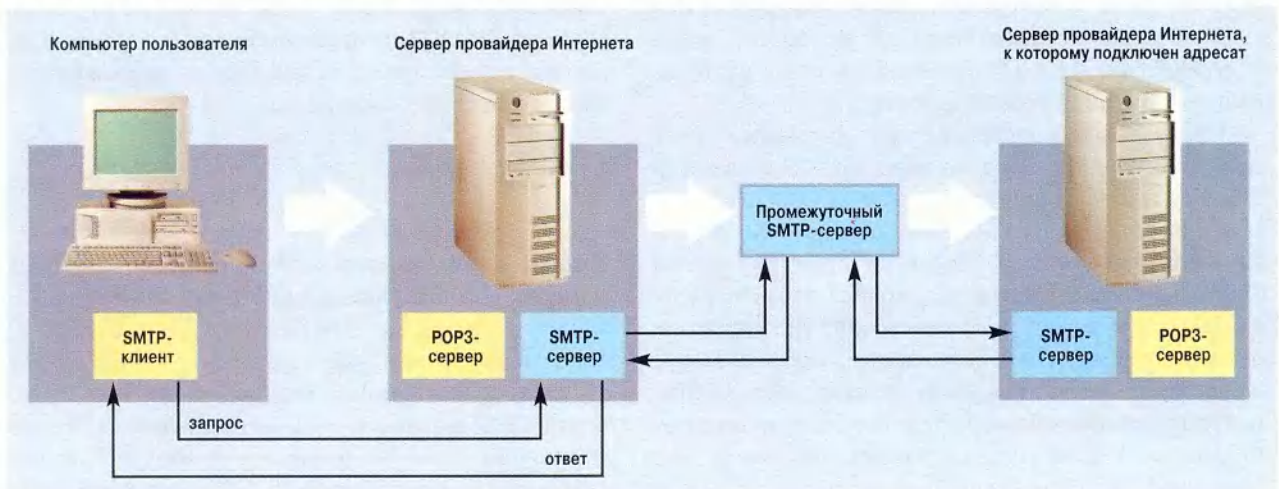 Компьютер пользователя
Сервер провайдера Интернета
Сервер провайдера Интернета,
к которому подключен адресат
Промежуточный
SMTP-сервер
SMTP-
клиент
POP3-
сервер
SMTP-
сервер
SMTP-
сервер
POP3-
сервер
запрос
ответ